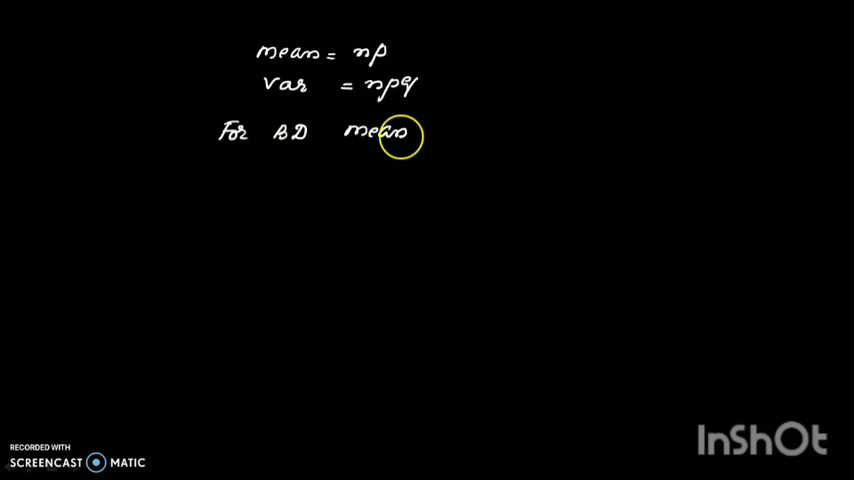 mean = np
var = npq
For BD mean
RECORDED WITH
SCREENCAST MATIC
InShOt